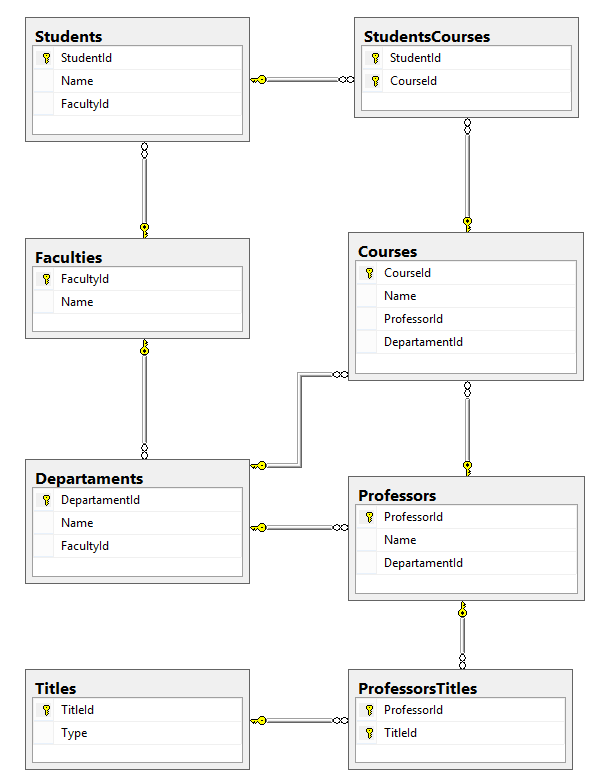 Students
StudentId
Name
FacultyId
StudentsCourses
StudentId
CourseId
Faculties
FacultyId
Name
Courses
CourseId
Name
ProfessorId
DepartamentId
Departaments
DepartamentId
Name
FacultyId
Professors
ProfessorId
Name
DepartamentId
Titles
TitleId
Type
ProfessorsTitles
ProfessorId
TitleId